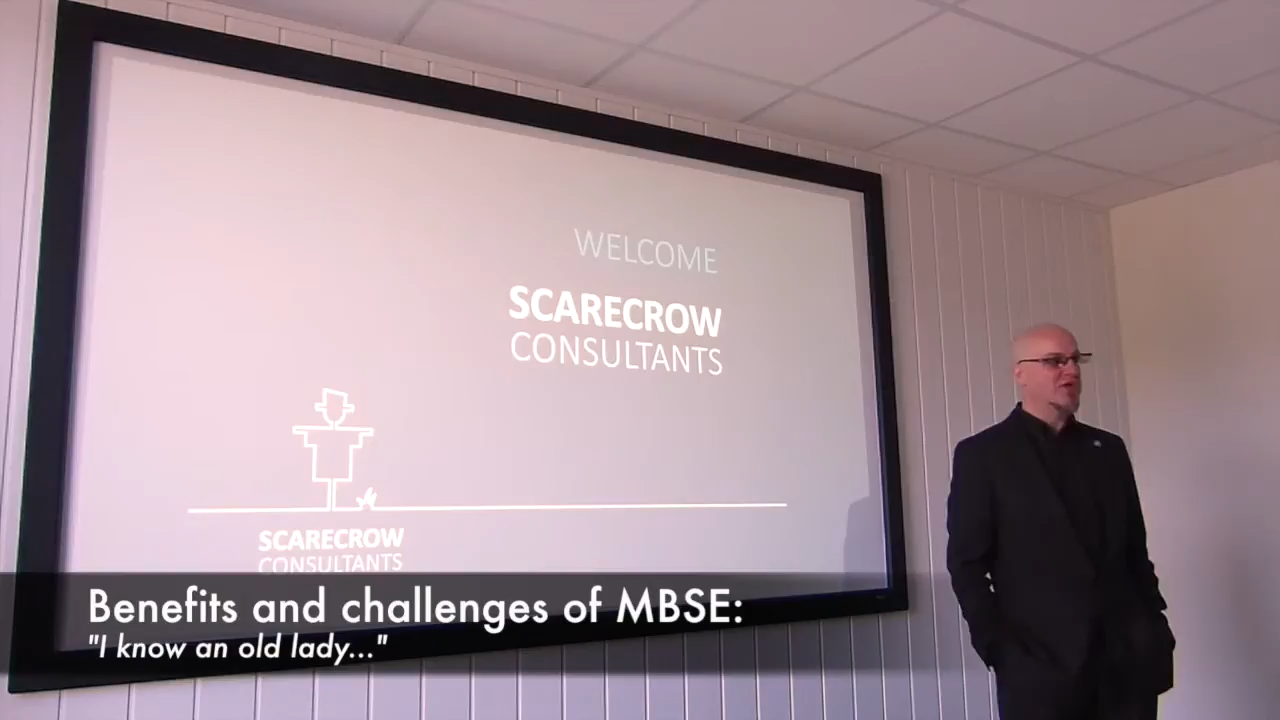 WELCOME
SCARECROW
CONSULTANTS
SCARECROW
CONSULTANTS
Benefits and challenges of MBSE:
"I know an old lady..."